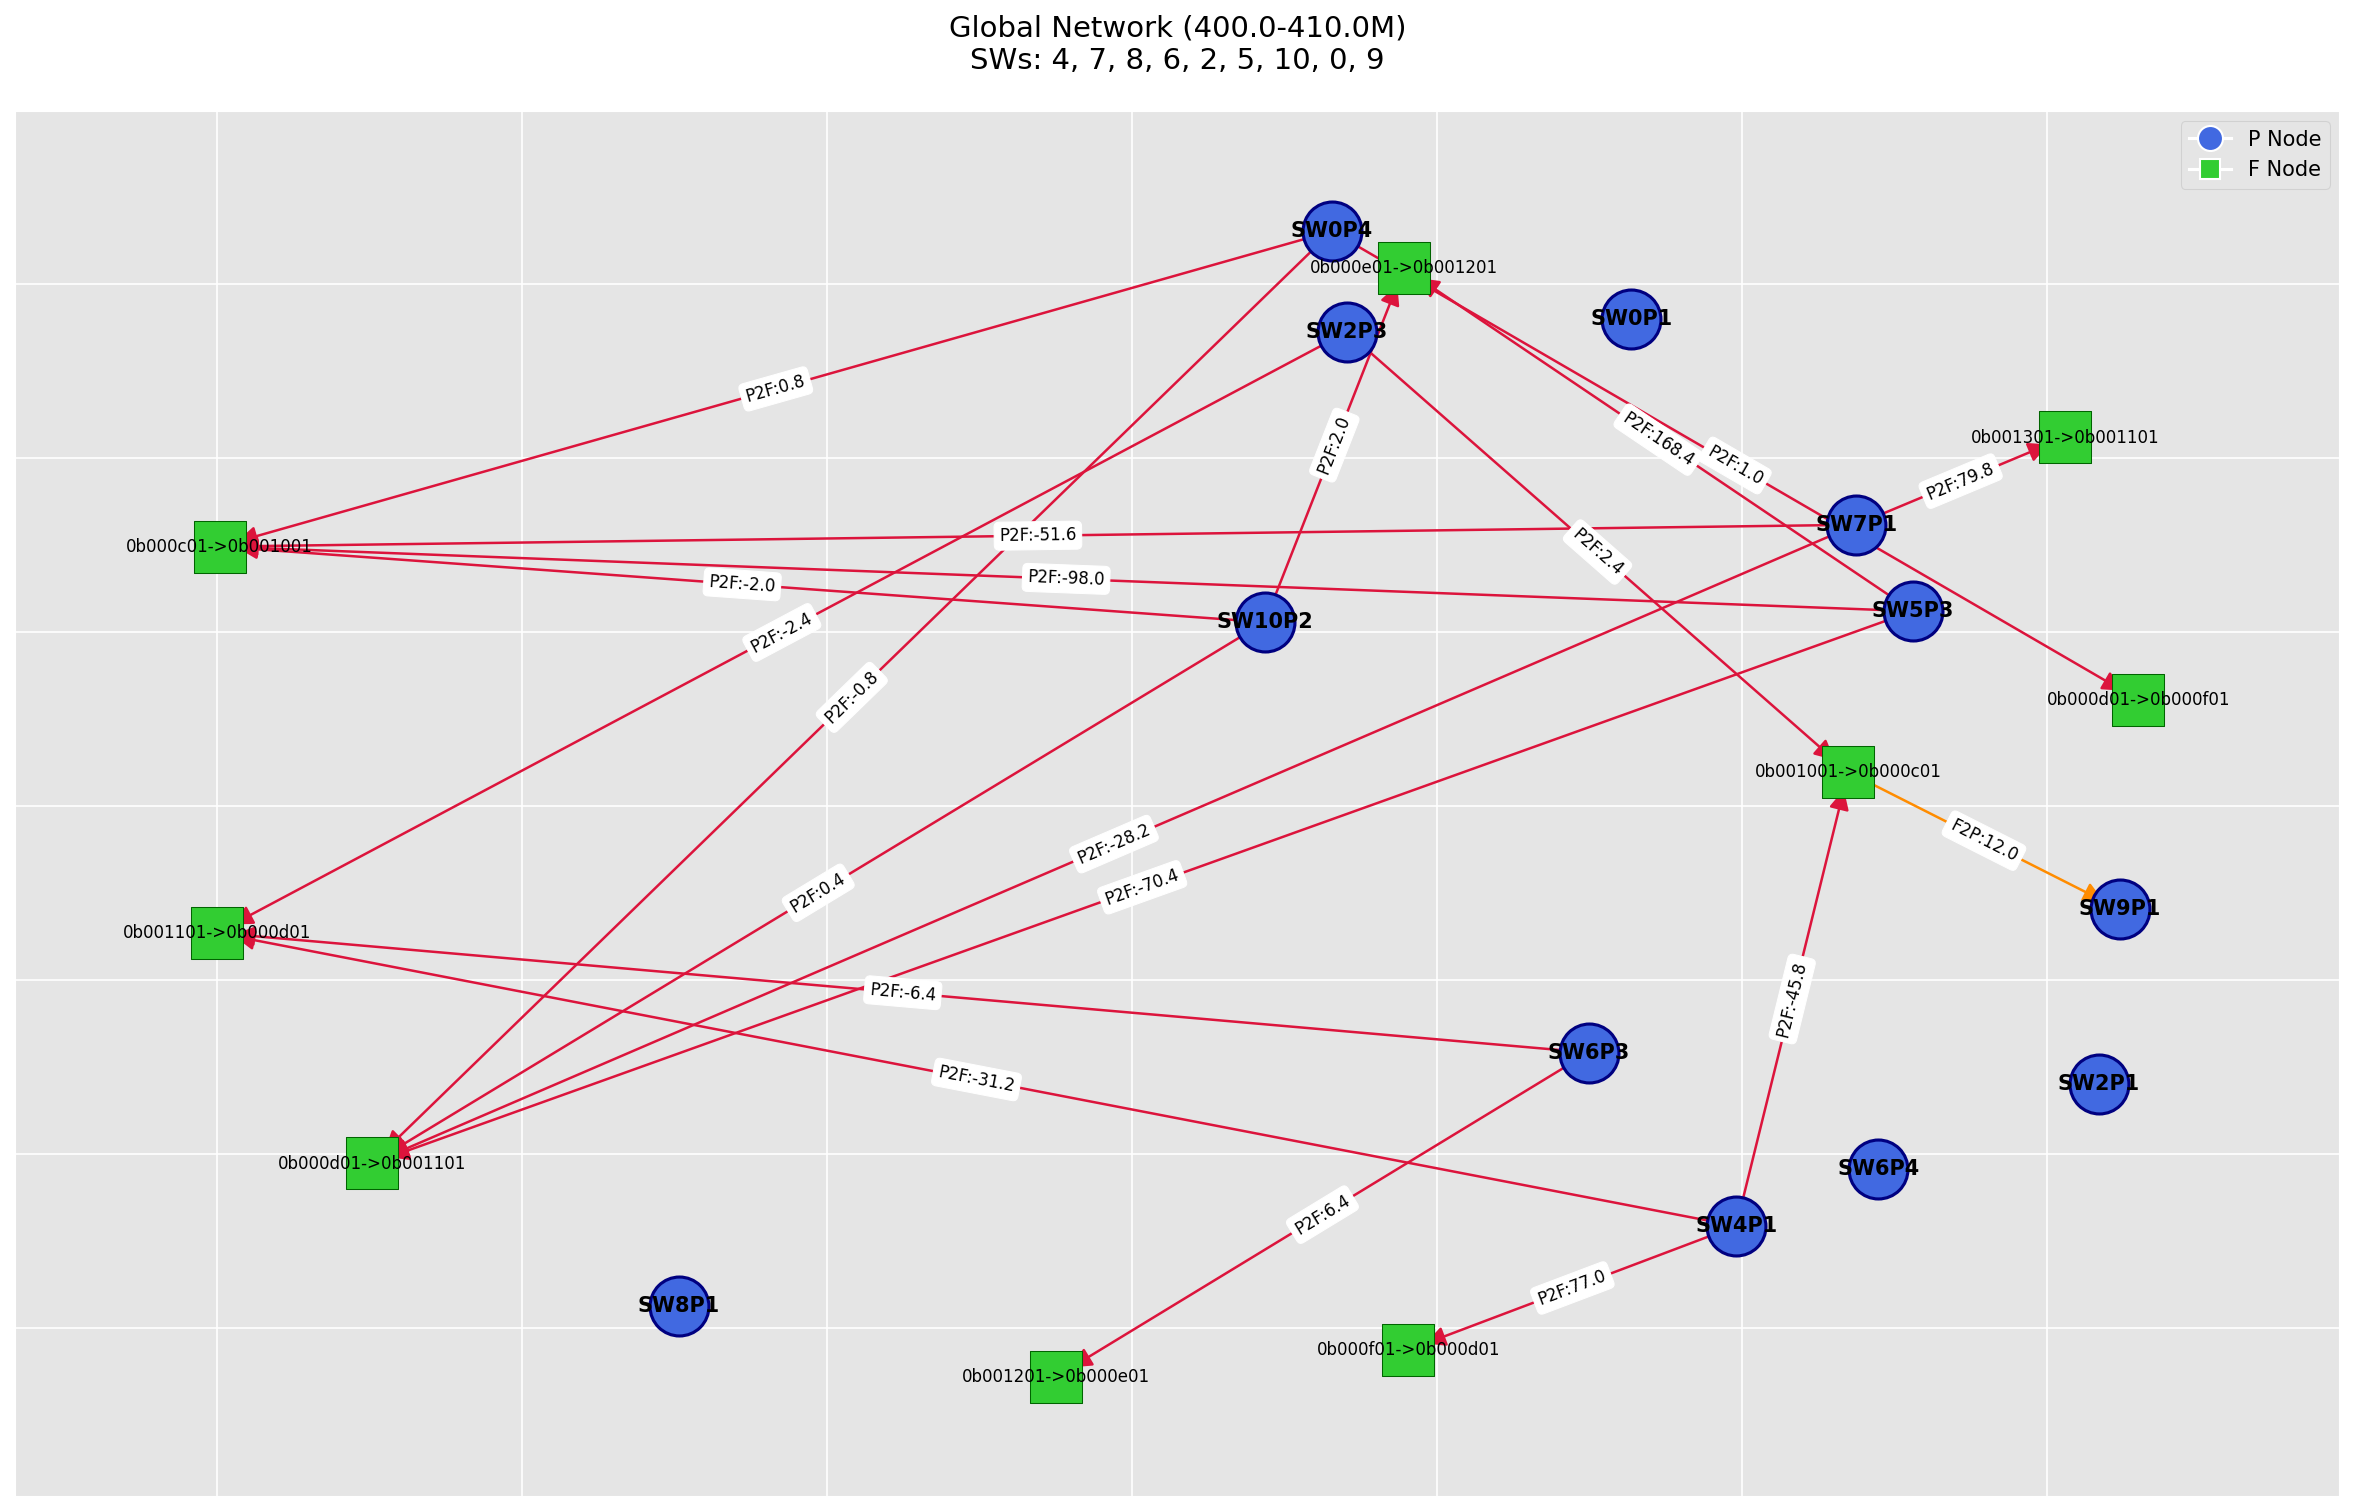 Global Network (400.0-410.0M)
SWs: 4, 7, 8, 6, 2, 5, 10, 0, 9
P Node
F Node
SW0P4
0b000e01->0b001201
SW0P1
SW2P3
P2F:0.8
P2F:2.0
P2F:168.4
P2F:1.0
0b001301->0b001101
P2F:79.8
SW7P1
0b000c01->0b001001
P2F:-51.6
P2F:2.4
P2F:-2.0
P2F:-98.0
SW10P2
SW5P3
P2F:-2.4
P2F:-0.8
0b000d01->0b000f01
0b001001->0b000c01
F2P:12.0
P2F:-28.2
P2F:0.4
P2F:-70.4
SW9P1
0b001101->0b000d01
P2F:-6.4
P2F:-45.8
SW6P3
P2F:-31.2
SW2P1
0b000d01->0b001101
SW6P4
P2F:6.4
SW4P1
P2F:77.0
SW8P1
0b000f01->0b000d01
0b001201->0b000e01